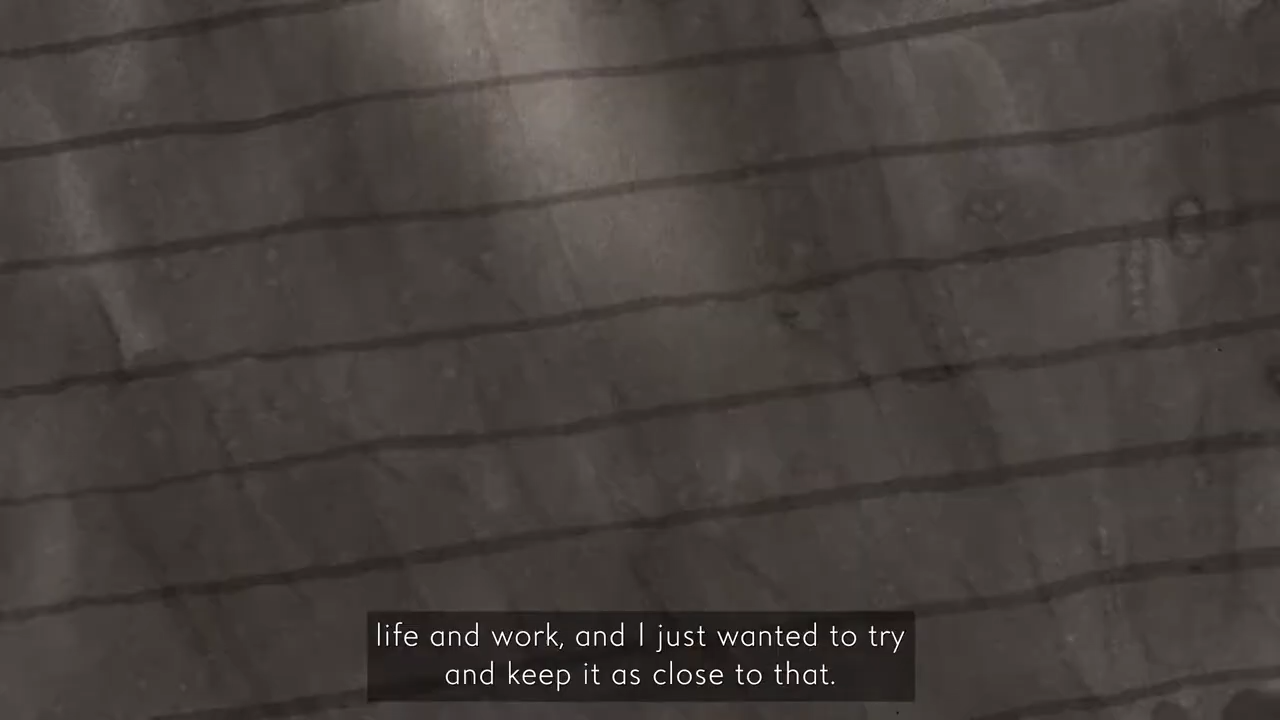 life and work, and I just wanted to try
and keep it as close to that.